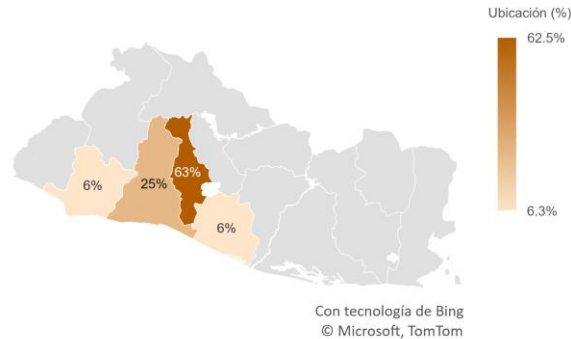 Ubicación (%)
62.5%
63%
6%
25%
6%
6.3%
Con tecnología de Bing
© Microsoft, TomTom